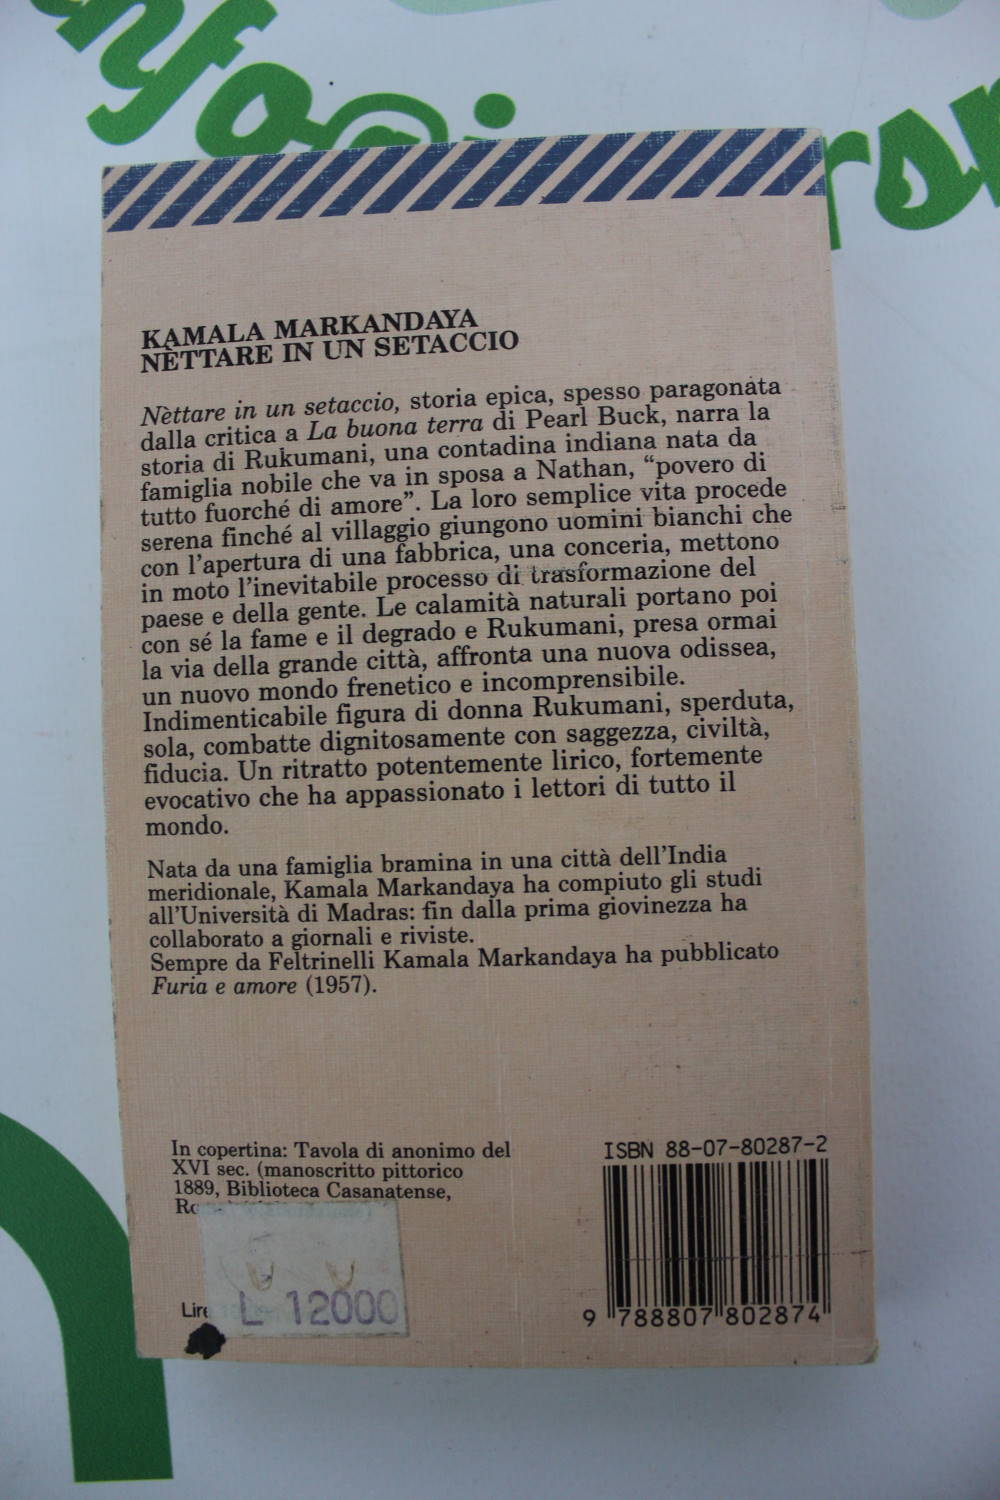 KAMALA MARKANDAYA
NÈTTARE IN UN SETACCIO
Nèttare in un setaccio, storia epica, spesso paragonata
dalla critica a La buona terra di Pearl Buck, narra la
storia di Rukumani, una contadina indiana nata da
famiglia nobile che va in sposa a Nathan, “povero di
tutto fuorché di amore”. La loro semplice vita procede
serena finché al villaggio giungono uomini bianchi che
con l’apertura di una fabbrica, una conceria, mettono
in moto l’inevitabile processo di trasformazione del
paese e della gente. Le calamità naturali portano poi
con sé la fame e il degrado e Rukumani, presa ormai
la via della grande città, affronta una nuova odissea,
un nuovo mondo frenetico e incomprensibile.
Indimenticabile figura di donna Rukumani, sperduta,
sola, combatte dignitosamente con saggezza, civiltà,
fiducia. Un ritratto potentemente lirico, fortemente
evocativo che ha appassionato i lettori di tutto il
mondo.
Nata da una famiglia bramina in una città dell’India
meridionale, Kamala Markandaya ha compiuto gli studi
all’Università di Madras: fin dalla prima giovinezza ha
collaborato a giornali e riviste.
Sempre da Feltrinelli Kamala Markandaya ha pubblicato
Furia e amore (1957).
In copertina: Tavola di anonimo del
XVI sec. (manoscritto pittorico
1889, Biblioteca Casanatense,
L 12000
ISBN 88-07-80287-2
9 788807 802874